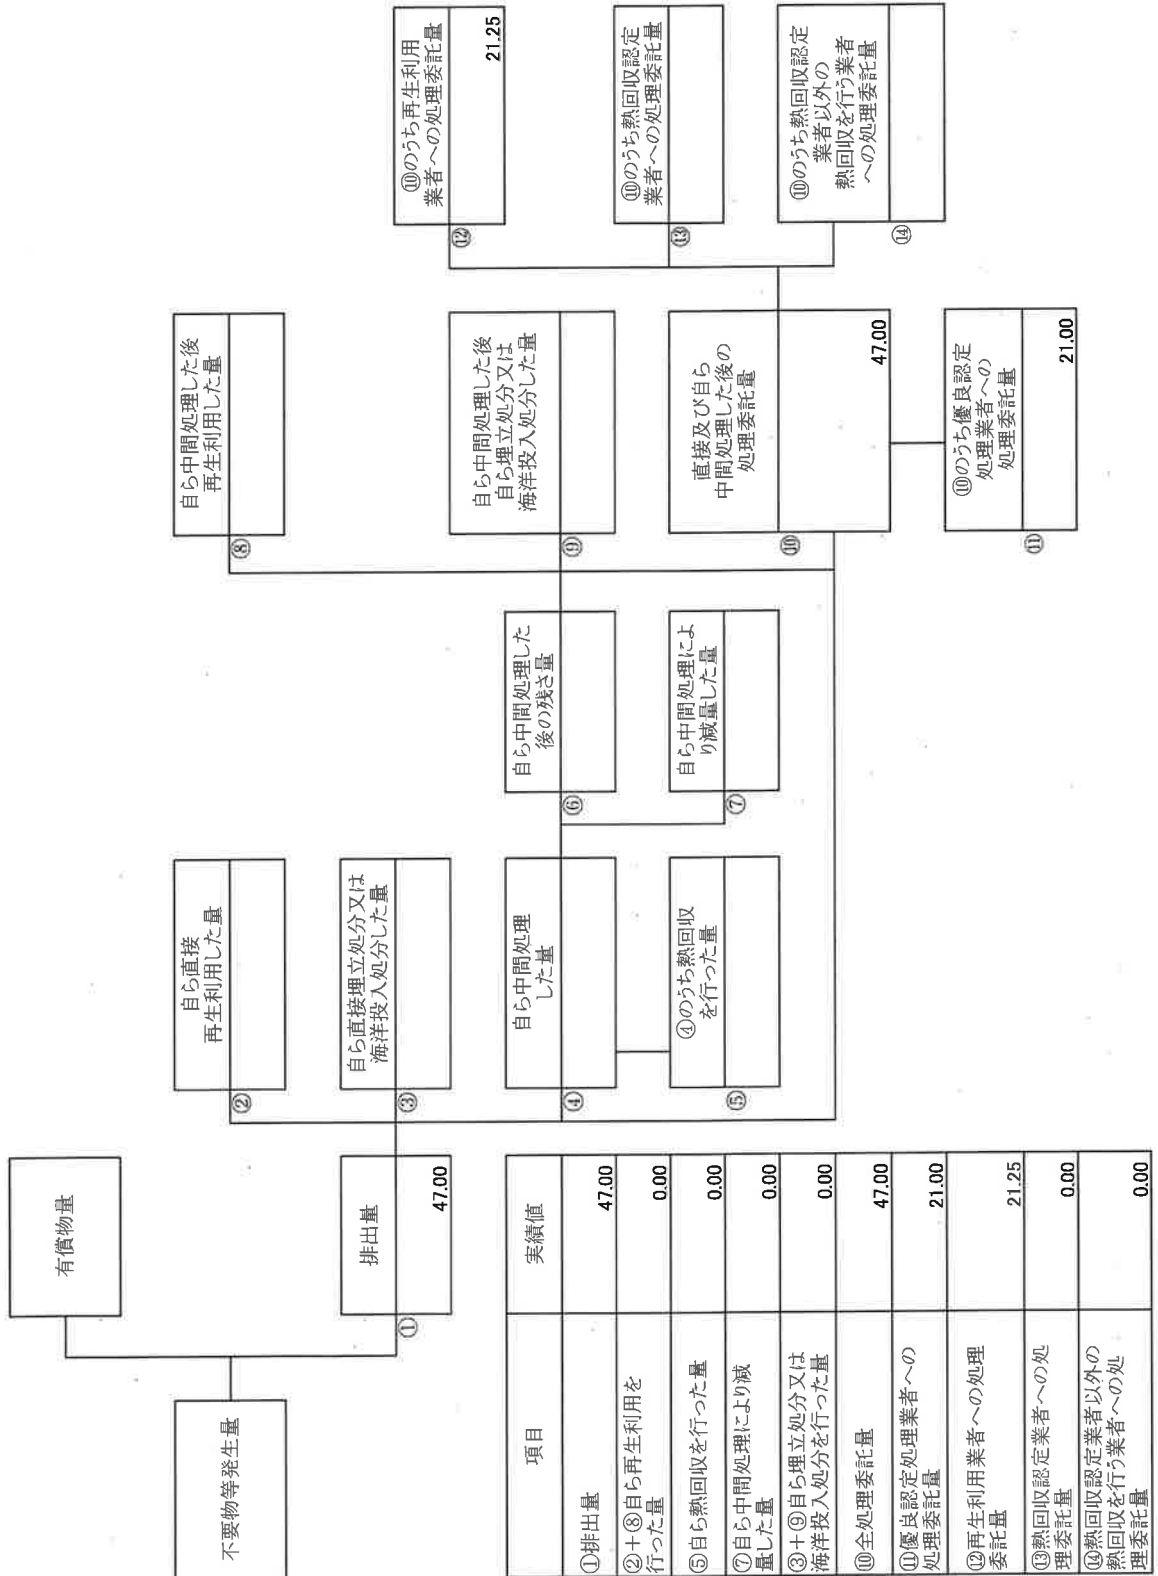 不要物等発生量
有償物量
①
排出量
47.00
②
自ら直接
再生利用した量
③
自ら直接埋立処分又は
海洋投入処分した量
④
自ら中間処理
した量
⑤
④のうち熱回収
を行った量
⑥
自ら中間処理した
後の残さ量
⑦
自ら中間処理によ
り減量した量
⑧
自ら中間処理した後
再生利用した量
⑨
自ら中間処理した後
自ら埋立処分又は
海洋投入処分した量
⑩
直接及び自ら
中間処理した後の
処理委託量
47.00
⑪
⑩のうち優良認定
処理業者への
処理委託量
21.00
⑫
⑩のうち再生利用
業者への処理委託量
21.25
⑬
⑩のうち熱回収認定
業者への処理委託量
⑭
⑩のうち熱回収認定
業者以外の
熱回収を行う業者
への処理委託量
項目 実績値
①排出量 47.00
②+⑧自ら再生利用を
行った量 0.00
⑤自ら熱回収を行った量 0.00
⑦自ら中間処理により減
量した量 0.00
③+⑨自ら埋立処分又は
海洋投入処分を行った量 0.00
⑩全処理委託量 47.00
⑪優良認定処理業者への
処理委託量 21.00
⑫再生利用業者への処理
委託量 21.25
⑬熱回収認定業者への処
理委託量 0.00
⑭熱回収認定業者以外の
熱回収を行う業者への処
理委託量 0.00